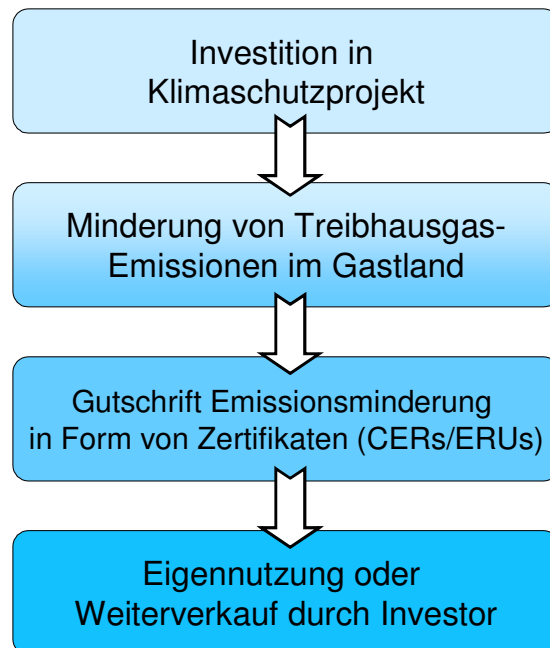 Investition in
Klimaschutzprojekt
Minderung von Treibhausgas-
Emissionen im Gastland
Gutschrift Emissionsminderung
in Form von Zertifikaten (CERs/ERUs)
Eigennutzung oder
Weiterverkauf durch Investor